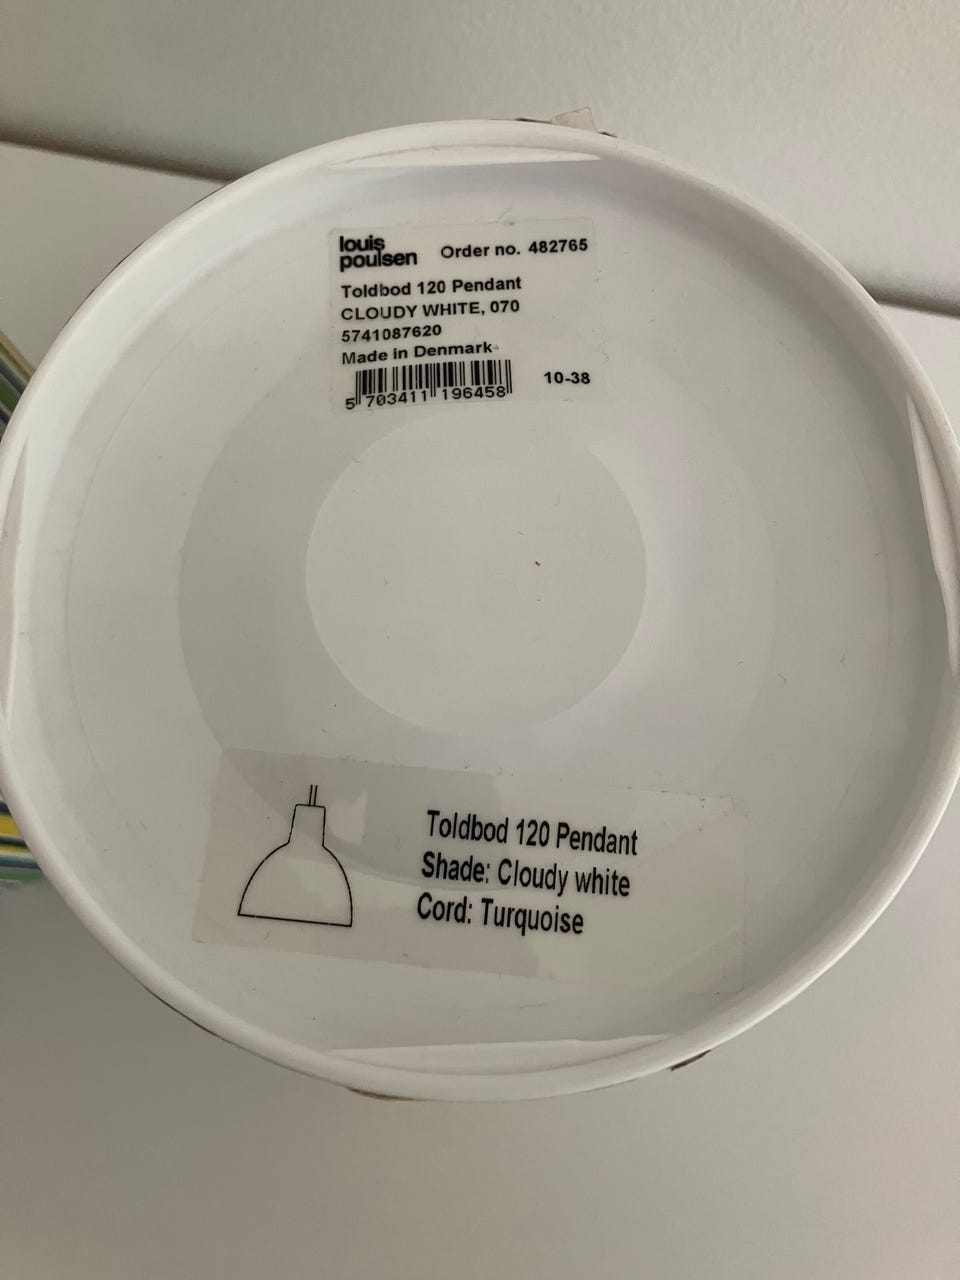 louis poulsen Order no. 482765
Toldbod 120 Pendant
CLOUDY WHITE, 070
5741087620
Made in Denmark
10-38
5 703411 196458
Toldbod 120 Pendant
Shade: Cloudy white
Cord: Turquoise